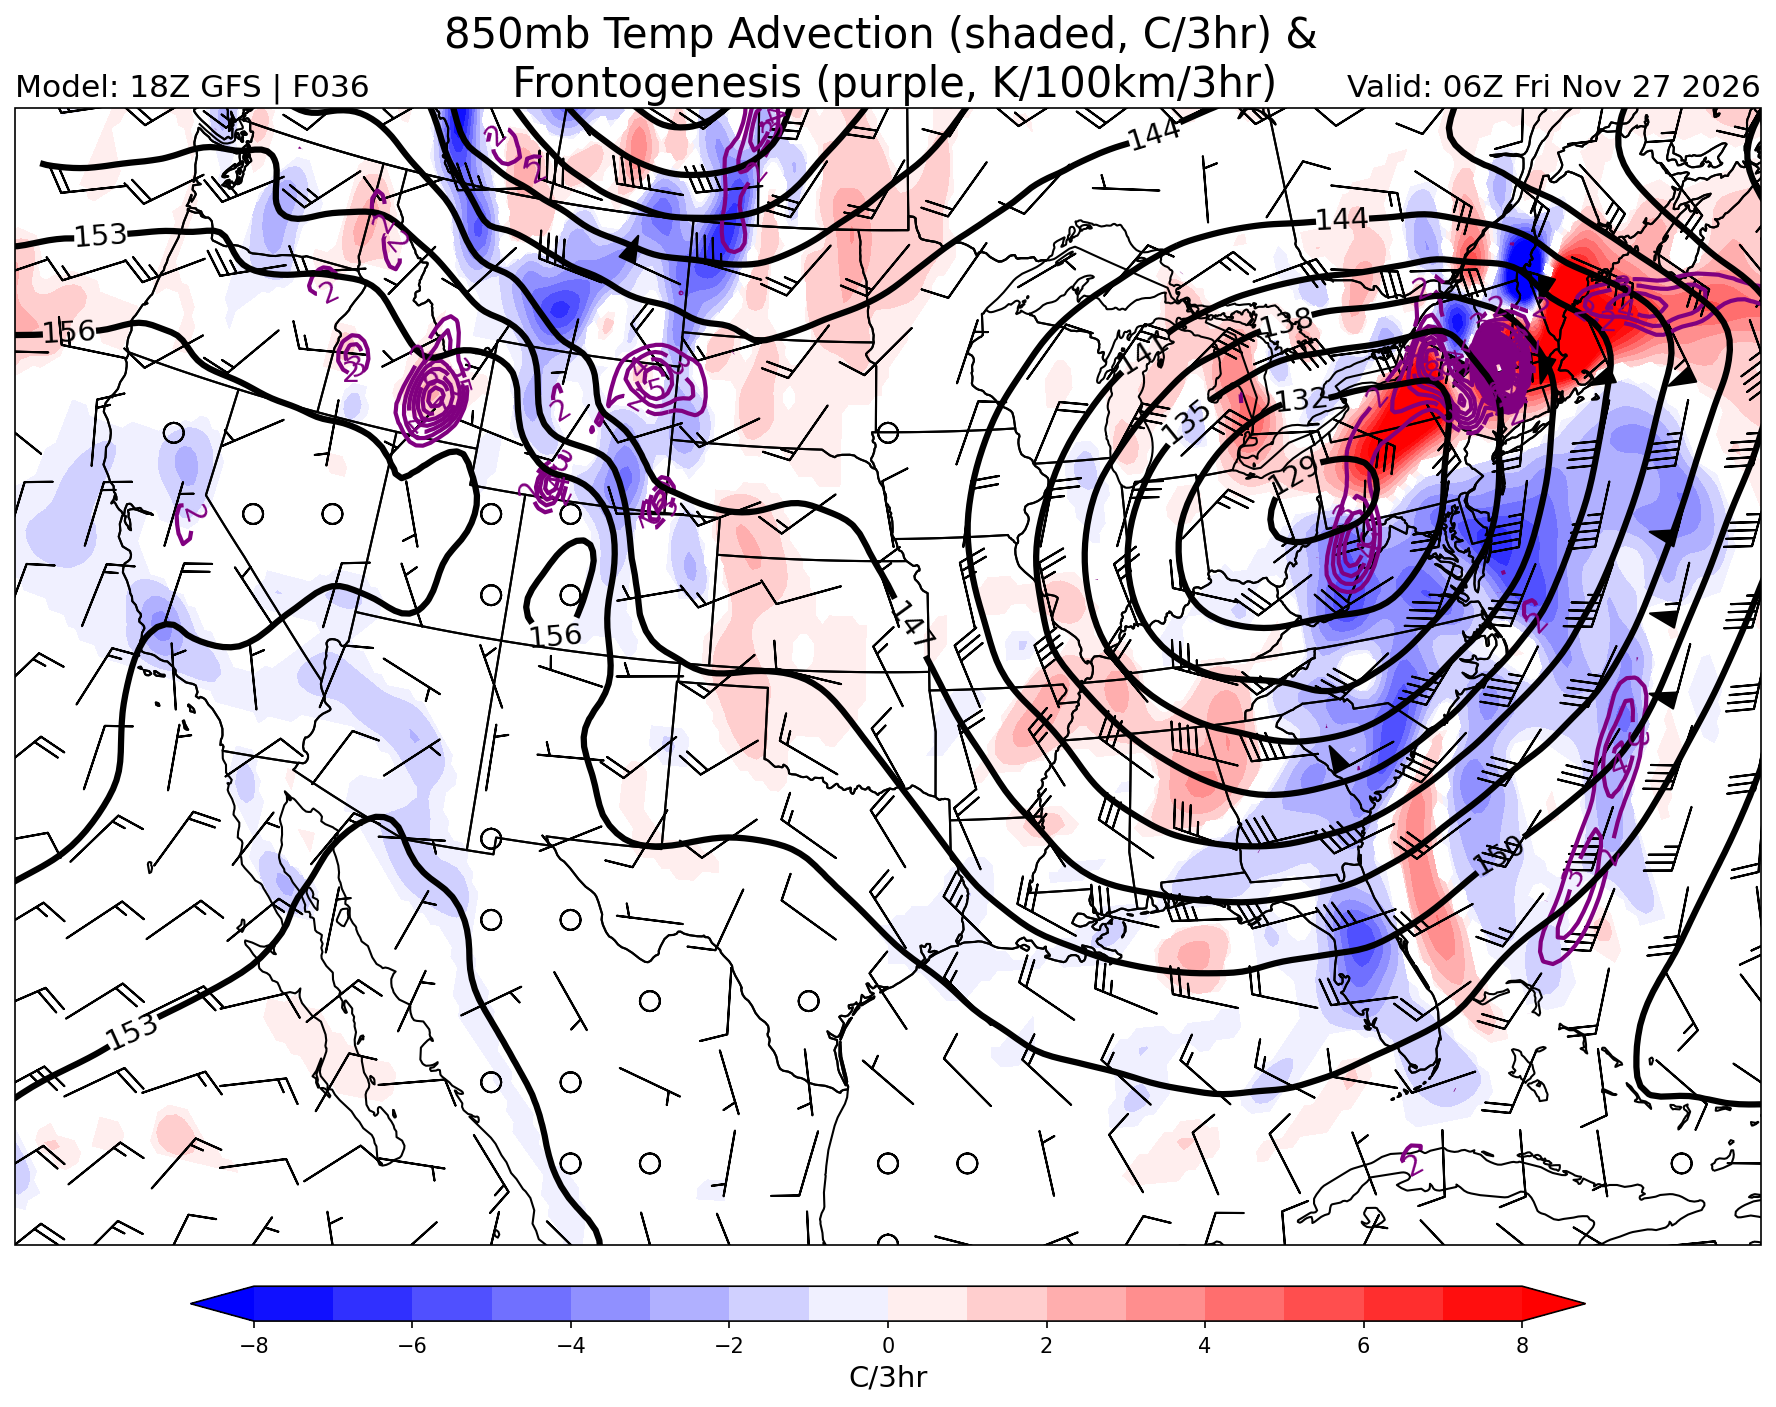 850mb Temp Advection (shaded, C/3hr) &
Model: 18Z GFS | F036
Frontogenesis (purple, K/100km/3hr)
Valid: 06Z Fri Nov 27 2026
144
153
144
156
138
141
132
135
129
156
147
150
153
−8 −6 −4 −2 0 2 4 6 8
C/3hr